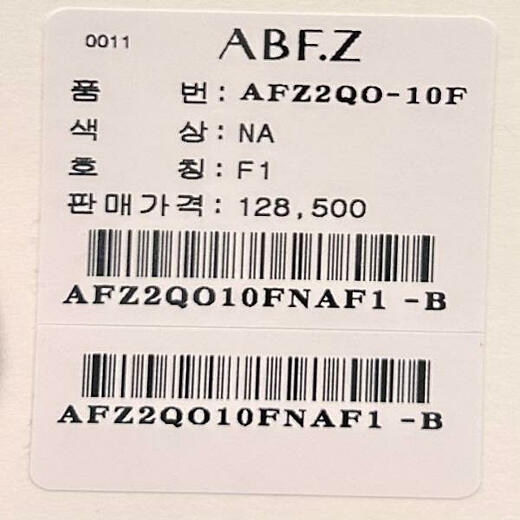 0011 ABF.Z
품 번 : AFZ2QO-10F
색 상 : NA
호 칭 : F1
판매가격 : 128,500
AFZ2QO10FNAF1 -B
AFZ2QO10FNAF1 -B